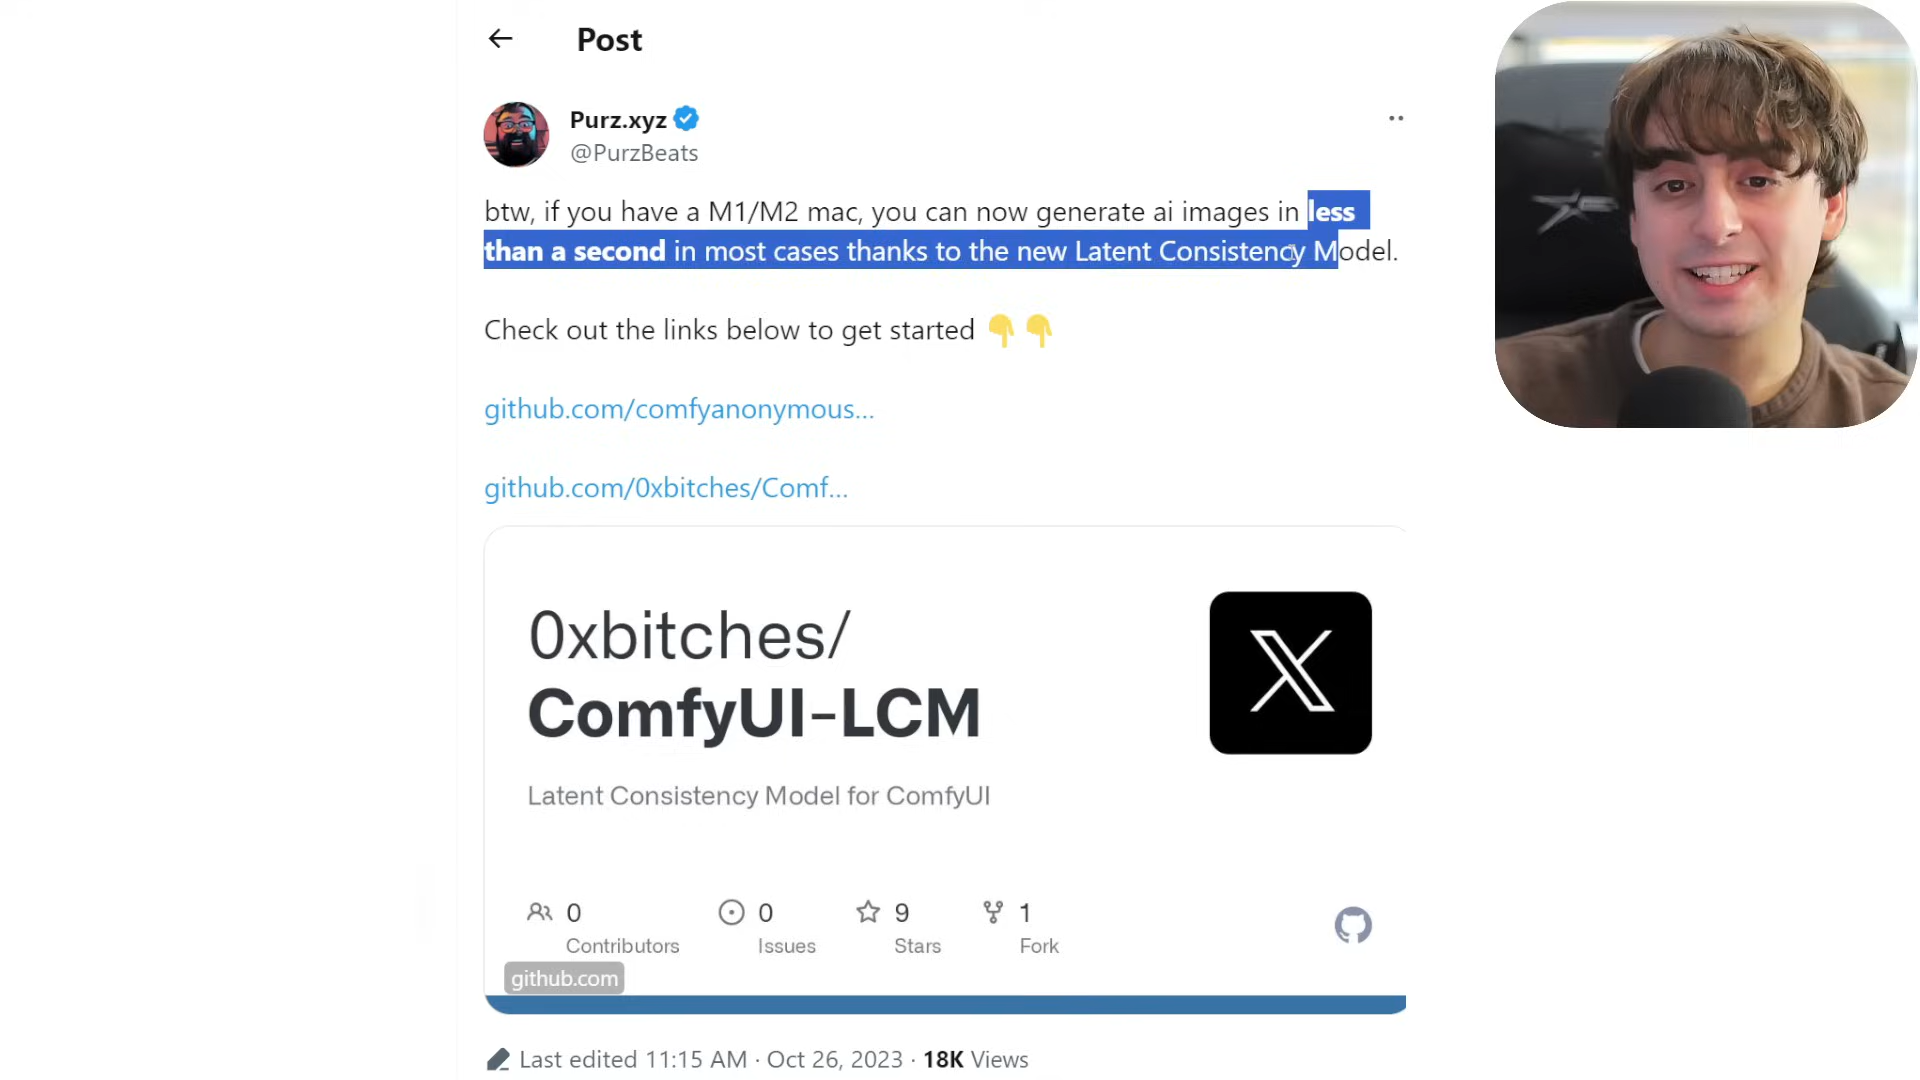 Post
Purz.xyz
@PurzBeats
btw, if you have a M1/M2 mac, you can now generate ai images in less
than a second in most cases thanks to the new Latent Consistency Model.
Check out the links below to get started 👇👇
github.com/comfyanonymous...
github.com/0xbitches/Comf...
0xbitches/
ComfyUI-LCM
Latent Consistency Model for ComfyUI
0 0 9 1
Contributors Issues Stars Fork
github.com
Last edited 11:15 AM · Oct 26, 2023 · 18K Views